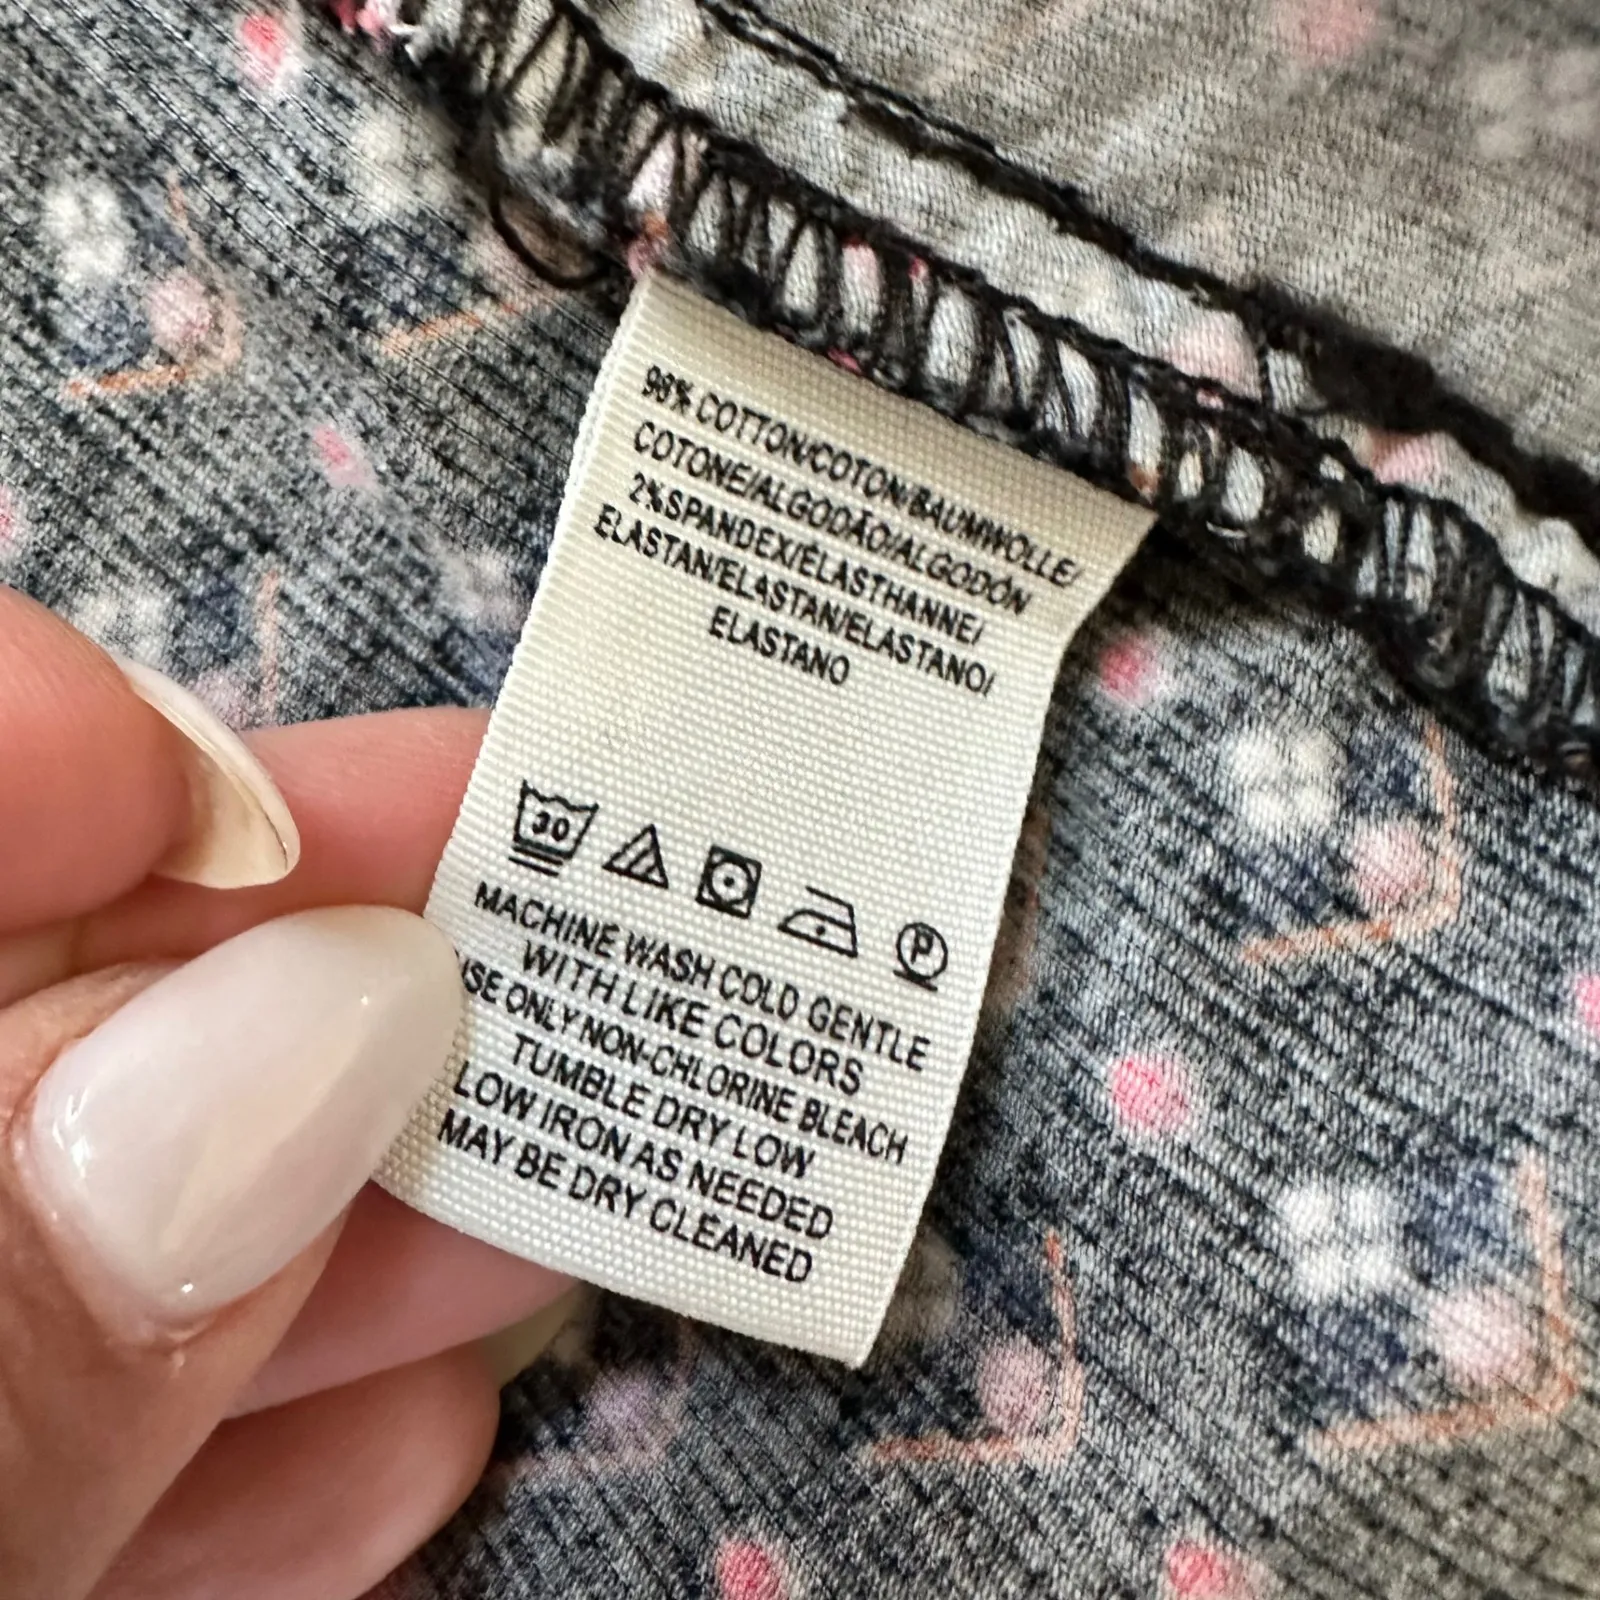 98% COTTON/COTON/BAUMWOLLE/
COTONE/ALGODÃO/ALGODÓN
2%SPANDEX/ÉLASTHANNE/
ELASTAN/ELASTAN/ELASTANO/
ELASTANO
30
P
MACHINE WASH COLD GENTLE
WITH LIKE COLORS
USE ONLY NON-CHLORINE BLEACH
TUMBLE DRY LOW
LOW IRON AS NEEDED
MAY BE DRY CLEANED